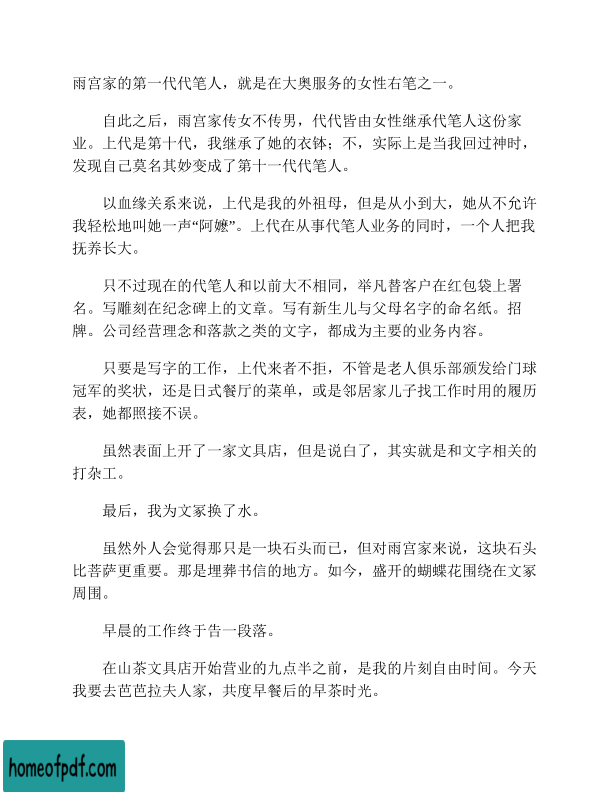 雨宫家的第一代代笔人，就是在大奥服务的女性右笔之一。
自此之后，雨宫家传女不传男，代代皆由女性继承代笔人这份家
业。上代是第十代，我继承了她的衣钵；不，实际上是当我回过神时，
发现自己莫名其妙变成了第十一代代笔人。
以血缘关系来说，上代是我的外祖母，但是从小到大，她从不允许
我轻松地叫她一声“阿嬷”。上代在从事代笔人业务的同时，一个人把我
抚养长大。
只不过现在的代笔人和以前大不相同，举凡替客户在红包袋上署
名。写雕刻在纪念碑上的文章。写有新生儿与父母名字的命名纸。招
牌。公司经营理念和落款之类的文字，都成为主要的业务内容。
只要是写字的工作，上代来者不拒，不管是老人俱乐部颁发给门球
冠军的奖状，还是日式餐厅的菜单，或是邻居家儿子找工作时用的履历
表，她都照接不误。
虽然表面上开了一家文具店，但是说白了，其实就是和文字相关的
打杂工。
最后，我为文冢换了水。
虽然外人会觉得那只是一块石头而已，但对雨宫家来说，这块石头
比菩萨更重要。那是埋葬书信的地方。如今，盛开的蝴蝶花围绕在文冢
周围。
早晨的工作终于告一段落。
在山茶文具店开始营业的九点半之前，是我的片刻自由时间。今天
我要去芭芭拉夫人家，共度早餐后的早茶时光。
homeofpdf.com